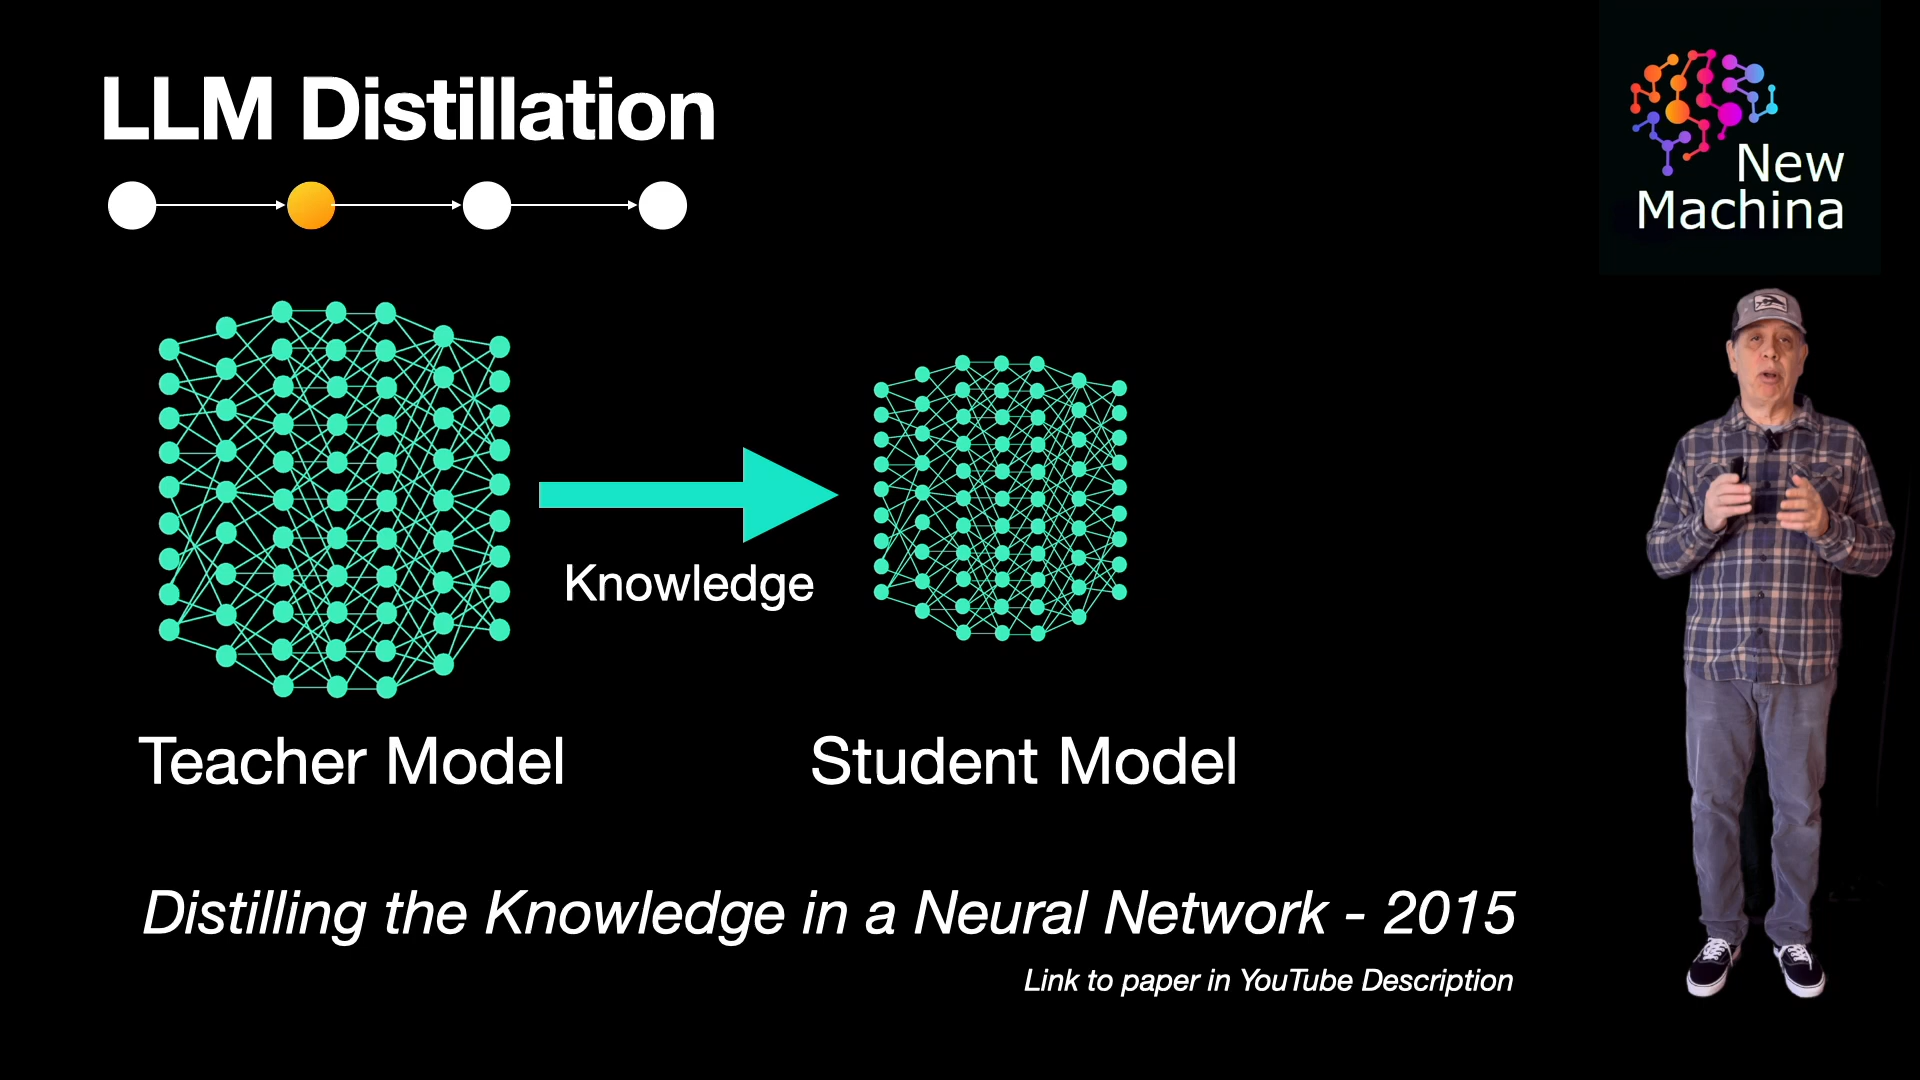 LLM Distillation
New
Machina
Knowledge
Teacher Model
Student Model
Distilling the Knowledge in a Neural Network - 2015
Link to paper in YouTube Description